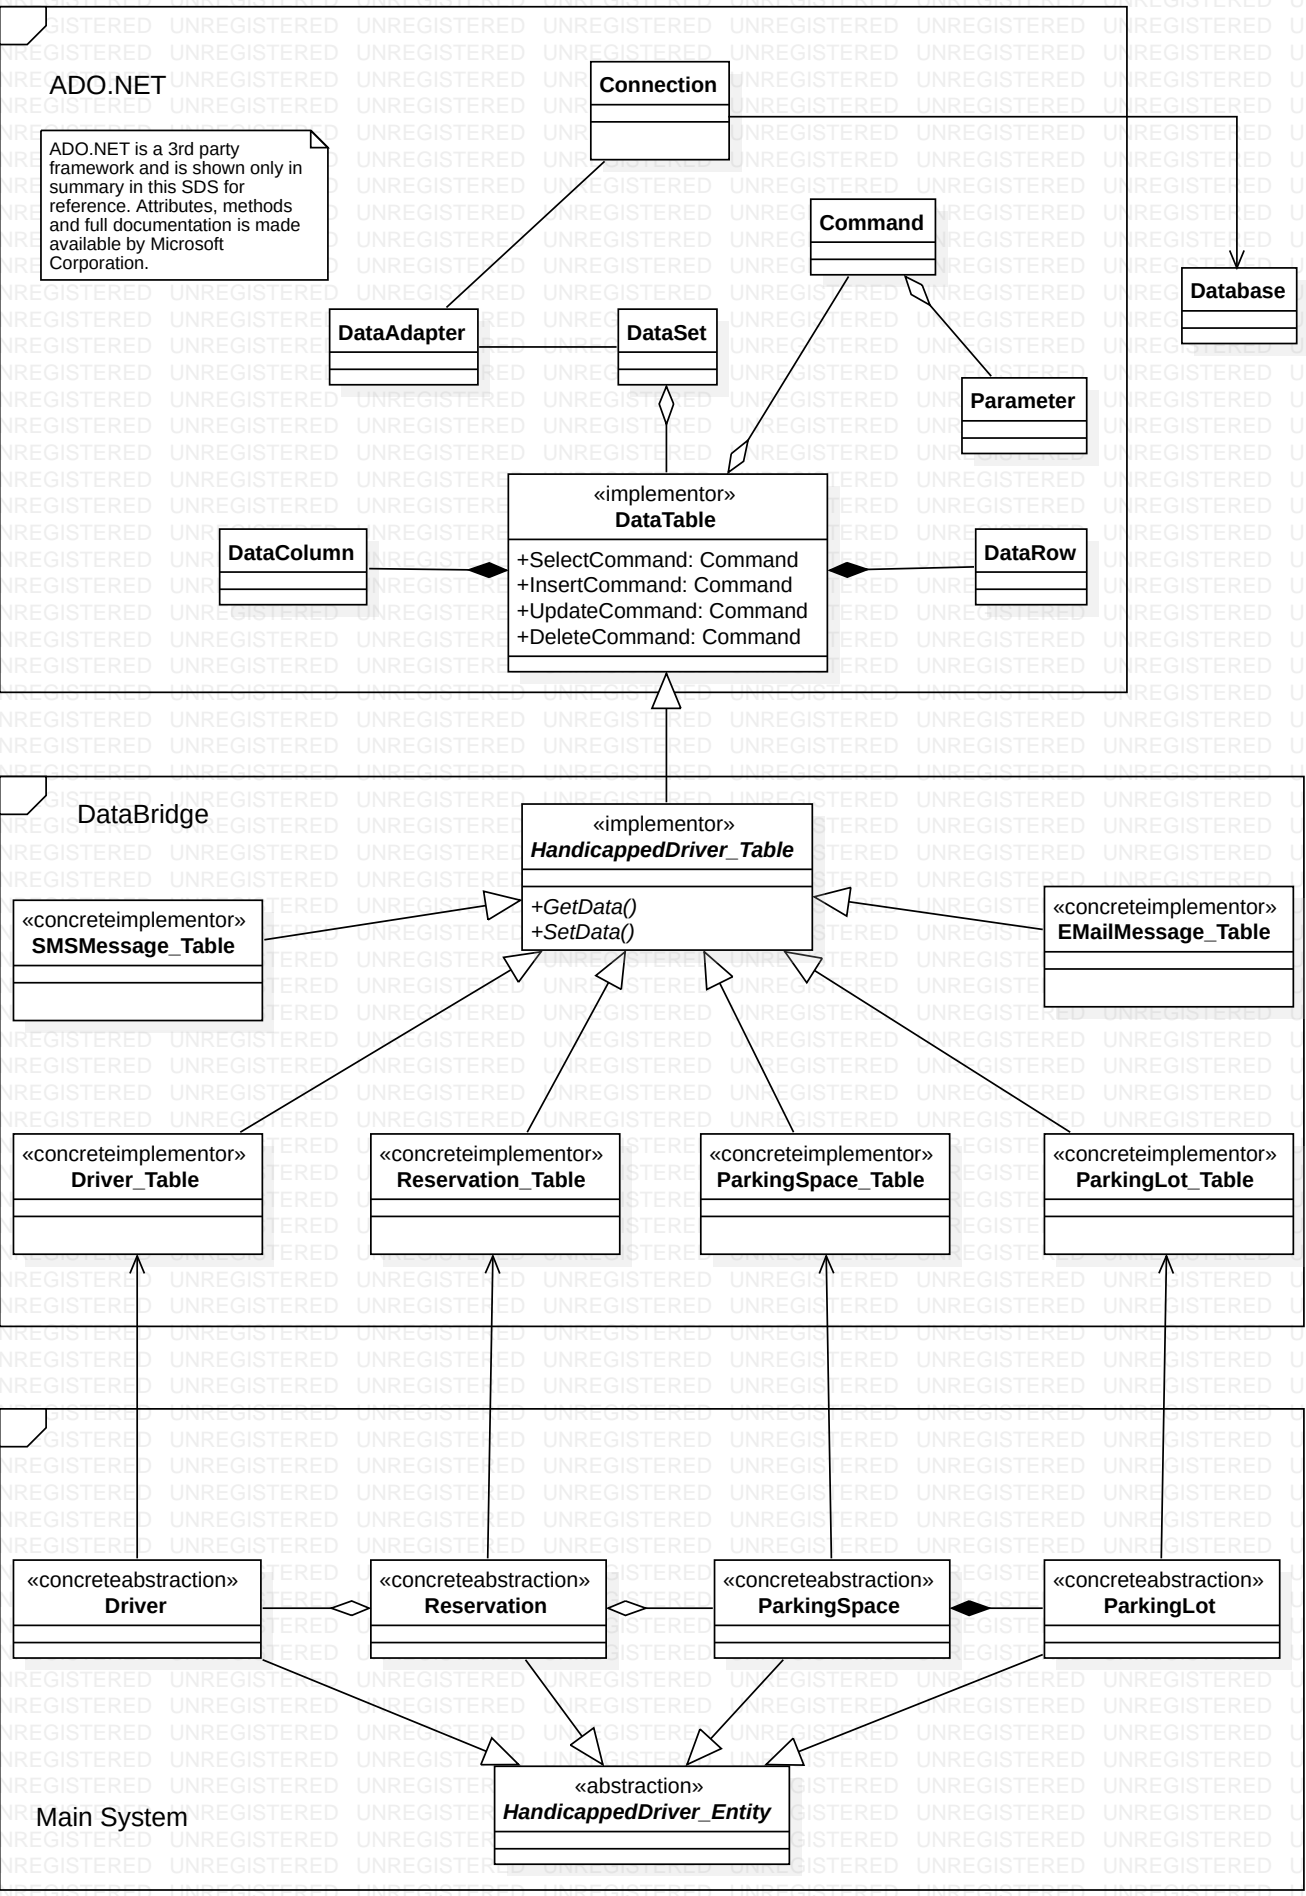 ADO.NET
ADO.NET is a 3rd party
framework and is shown only in
summary in this SDS for
reference. Attributes, methods
and full documentation is made
available by Microsoft
Corporation.
Connection
Command
Database
DataAdapter
DataSet
Parameter
«implementor»
DataTable
+SelectCommand: Command
+InsertCommand: Command
+UpdateCommand: Command
+DeleteCommand: Command
DataColumn
DataRow
DataBridge
«implementor»
HandicappedDriver_Table
+GetData()
+SetData()
«concreteimplementor»
SMSMessage_Table
«concreteimplementor»
EMailMessage_Table
«concreteimplementor»
Driver_Table
«concreteimplementor»
Reservation_Table
«concreteimplementor»
ParkingSpace_Table
«concreteimplementor»
ParkingLot_Table
«concreteabstraction»
Driver
«concreteabstraction»
Reservation
«concreteabstraction»
ParkingSpace
«concreteabstraction»
ParkingLot
«abstraction»
HandicappedDriver_Entity
Main System
UNREGISTERED